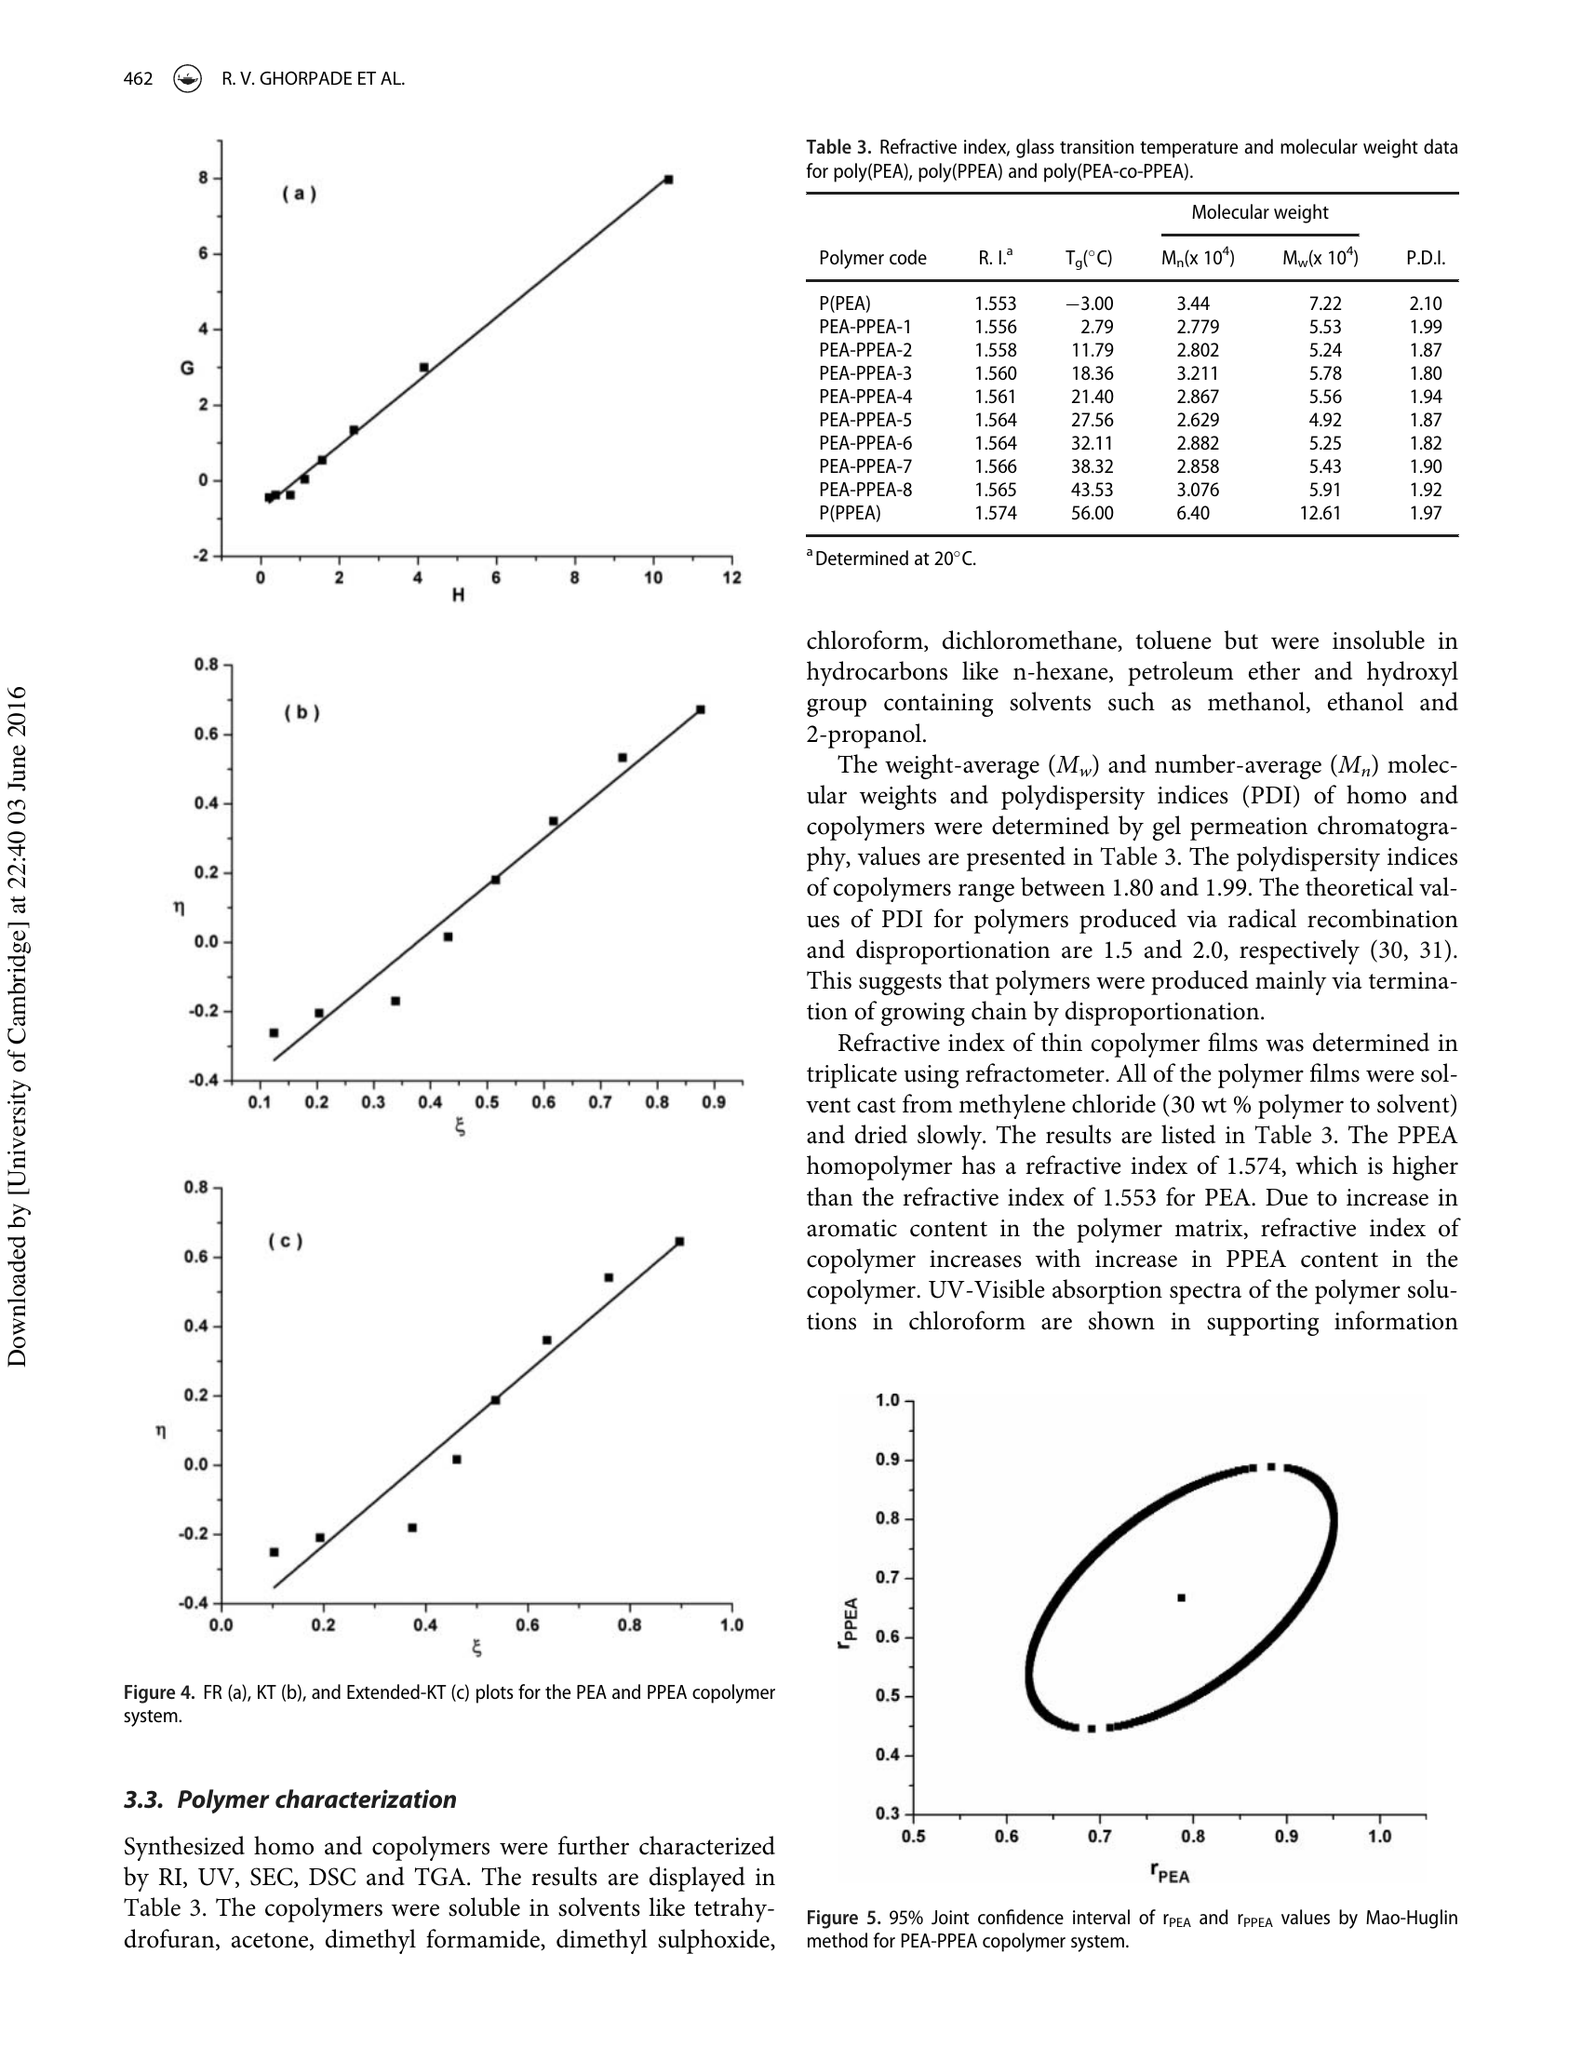 462 R. V. GHORPADE ET AL.
( a )
8
6
4
2
0
-2
G
0 2 4 6 8 10 12
H
( b )
0.8
0.6
0.4
0.2
0.0
-0.2
-0.4
η
0.1 0.2 0.3 0.4 0.5 0.6 0.7 0.8 0.9
ξ
( c )
0.8
0.6
0.4
0.2
0.0
-0.2
-0.4
η
0.0 0.2 0.4 0.6 0.8 1.0
ξ
Figure 4. FR (a), KT (b), and Extended-KT (c) plots for the PEA and PPEA copolymer
system.
3.3. Polymer characterization
Synthesized homo and copolymers were further characterized
by RI, UV, SEC, DSC and TGA. The results are displayed in
Table 3. The copolymers were soluble in solvents like tetrahy-
drofuran, acetone, dimethyl formamide, dimethyl sulphoxide,
Table 3. Refractive index, glass transition temperature and molecular weight data
for poly(PEA), poly(PPEA) and poly(PEA-co-PPEA).
Molecular weight
Polymer code R. I.ª Tg(°C) Mn(x 10⁴) Mw(x 10⁴) P.D.I.
P(PEA) 1.553 −3.00 3.44 7.22 2.10
PEA-PPEA-1 1.556 2.79 2.779 5.53 1.99
PEA-PPEA-2 1.558 11.79 2.802 5.24 1.87
PEA-PPEA-3 1.560 18.36 3.211 5.78 1.80
PEA-PPEA-4 1.561 21.40 2.867 5.56 1.94
PEA-PPEA-5 1.564 27.56 2.629 4.92 1.87
PEA-PPEA-6 1.564 32.11 2.882 5.25 1.82
PEA-PPEA-7 1.566 38.32 2.858 5.43 1.90
PEA-PPEA-8 1.565 43.53 3.076 5.91 1.92
P(PPEA) 1.574 56.00 6.40 12.61 1.97
ª Determined at 20°C.
chloroform, dichloromethane, toluene but were insoluble in
hydrocarbons like n-hexane, petroleum ether and hydroxyl
group containing solvents such as methanol, ethanol and
2-propanol.
The weight-average (Mw) and number-average (Mn) molec-
ular weights and polydispersity indices (PDI) of homo and
copolymers were determined by gel permeation chromatogra-
phy, values are presented in Table 3. The polydispersity indices
of copolymers range between 1.80 and 1.99. The theoretical val-
ues of PDI for polymers produced via radical recombination
and disproportionation are 1.5 and 2.0, respectively (30, 31).
This suggests that polymers were produced mainly via termina-
tion of growing chain by disproportionation.
Refractive index of thin copolymer films was determined in
triplicate using refractometer. All of the polymer films were sol-
vent cast from methylene chloride (30 wt % polymer to solvent)
and dried slowly. The results are listed in Table 3. The PPEA
homopolymer has a refractive index of 1.574, which is higher
than the refractive index of 1.553 for PEA. Due to increase in
aromatic content in the polymer matrix, refractive index of
copolymer increases with increase in PPEA content in the
copolymer. UV-Visible absorption spectra of the polymer solu-
tions in chloroform are shown in supporting information
1.0
0.9
0.8
0.7
0.6
0.5
0.4
0.3
rPPEA
0.5 0.6 0.7 0.8 0.9 1.0
rPEA
Figure 5. 95% Joint confidence interval of rPEA and rPPEA values by Mao-Huglin
method for PEA-PPEA copolymer system.
Downloaded by [University of Cambridge] at 22:40 03 June 2016